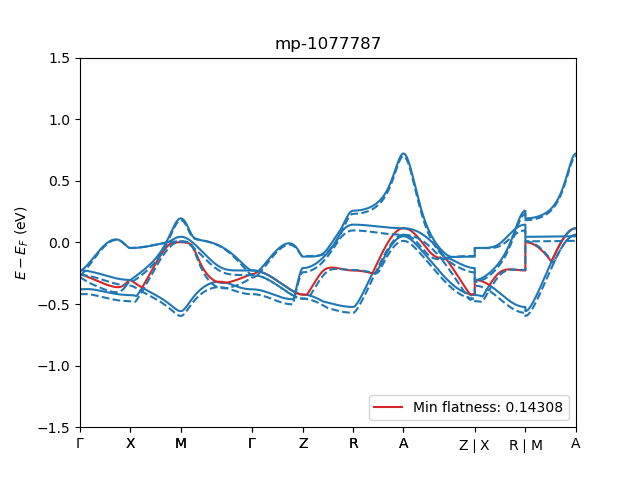 mp-1077787
1.5
1.0
0.5
0.0
−0.5
−1.0
−1.5
E − E_F (eV)
Min flatness: 0.14308
Γ X M Γ Z R A Z | X R | M A